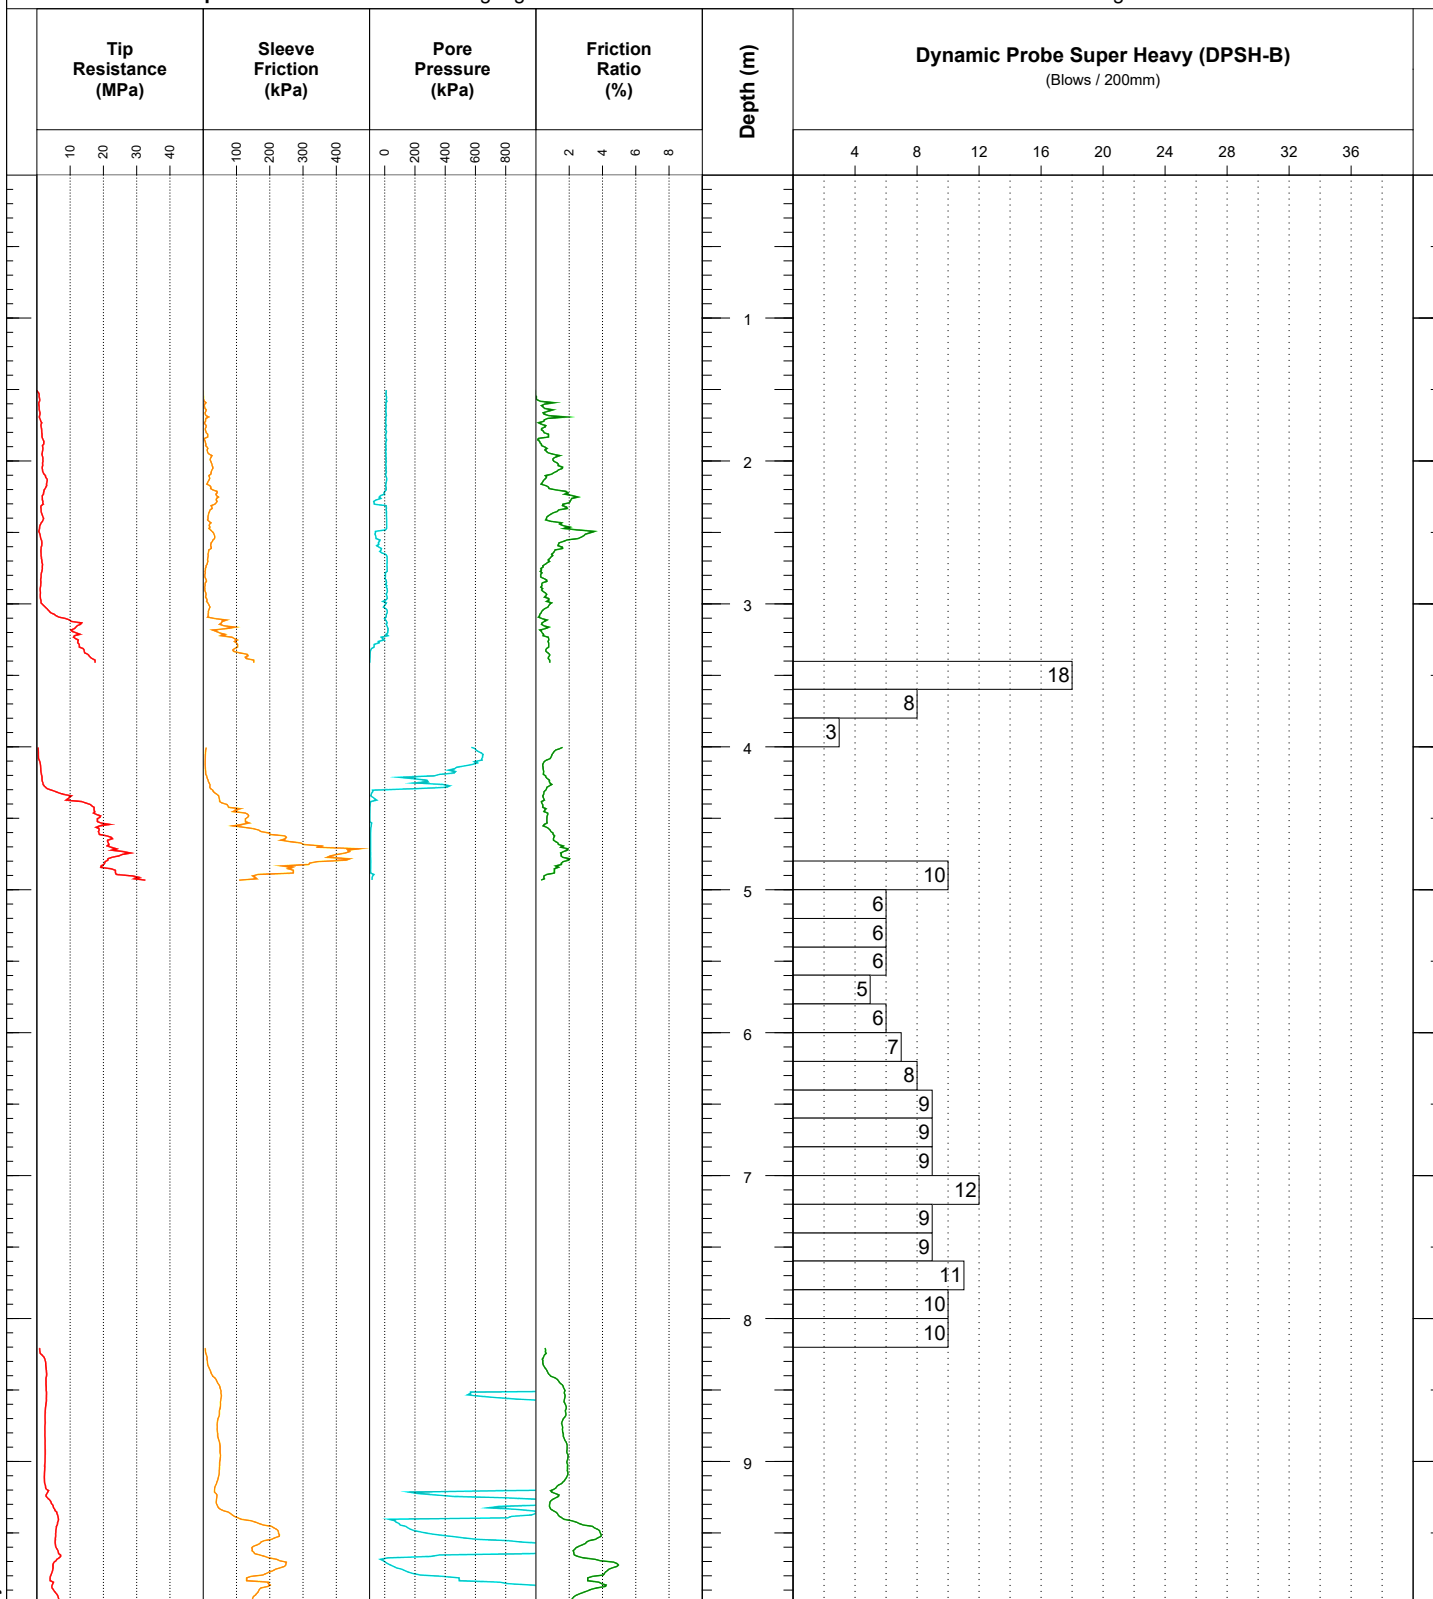 Tip
Resistance
(MPa)
Sleeve
Friction
(kPa)
Pore
Pressure
(kPa)
Friction
Ratio
(%)
Depth (m)
Dynamic Probe Super Heavy (DPSH-B)
(Blows / 200mm)
10 20 30 40
100 200 300 400
0 200 400 600 800
2 4 6 8
4 8 12 16 20 24 28 32 36
1
2
3
18
8
3
4
10
5
6
6
6
5
6
6
7
8
9
9
9
7
12
9
9
11
10
8
10
9